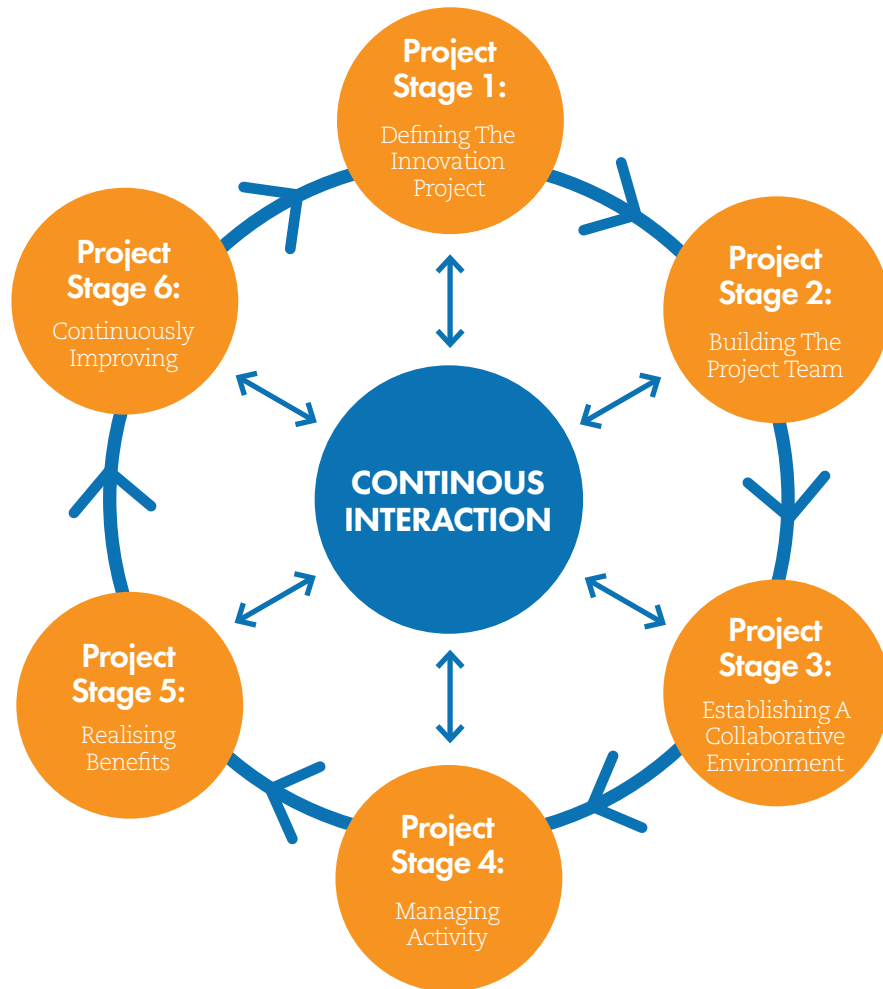 Project
Stage 1:
Defining The
Innovation
Project
Project
Stage 2:
Building The
Project Team
Project
Stage 3:
Establishing A
Collaborative
Environment
Project
Stage 4:
Managing
Activity
Project
Stage 5:
Realising
Benefits
Project
Stage 6:
Continuously
Improving
CONTINOUS
INTERACTION